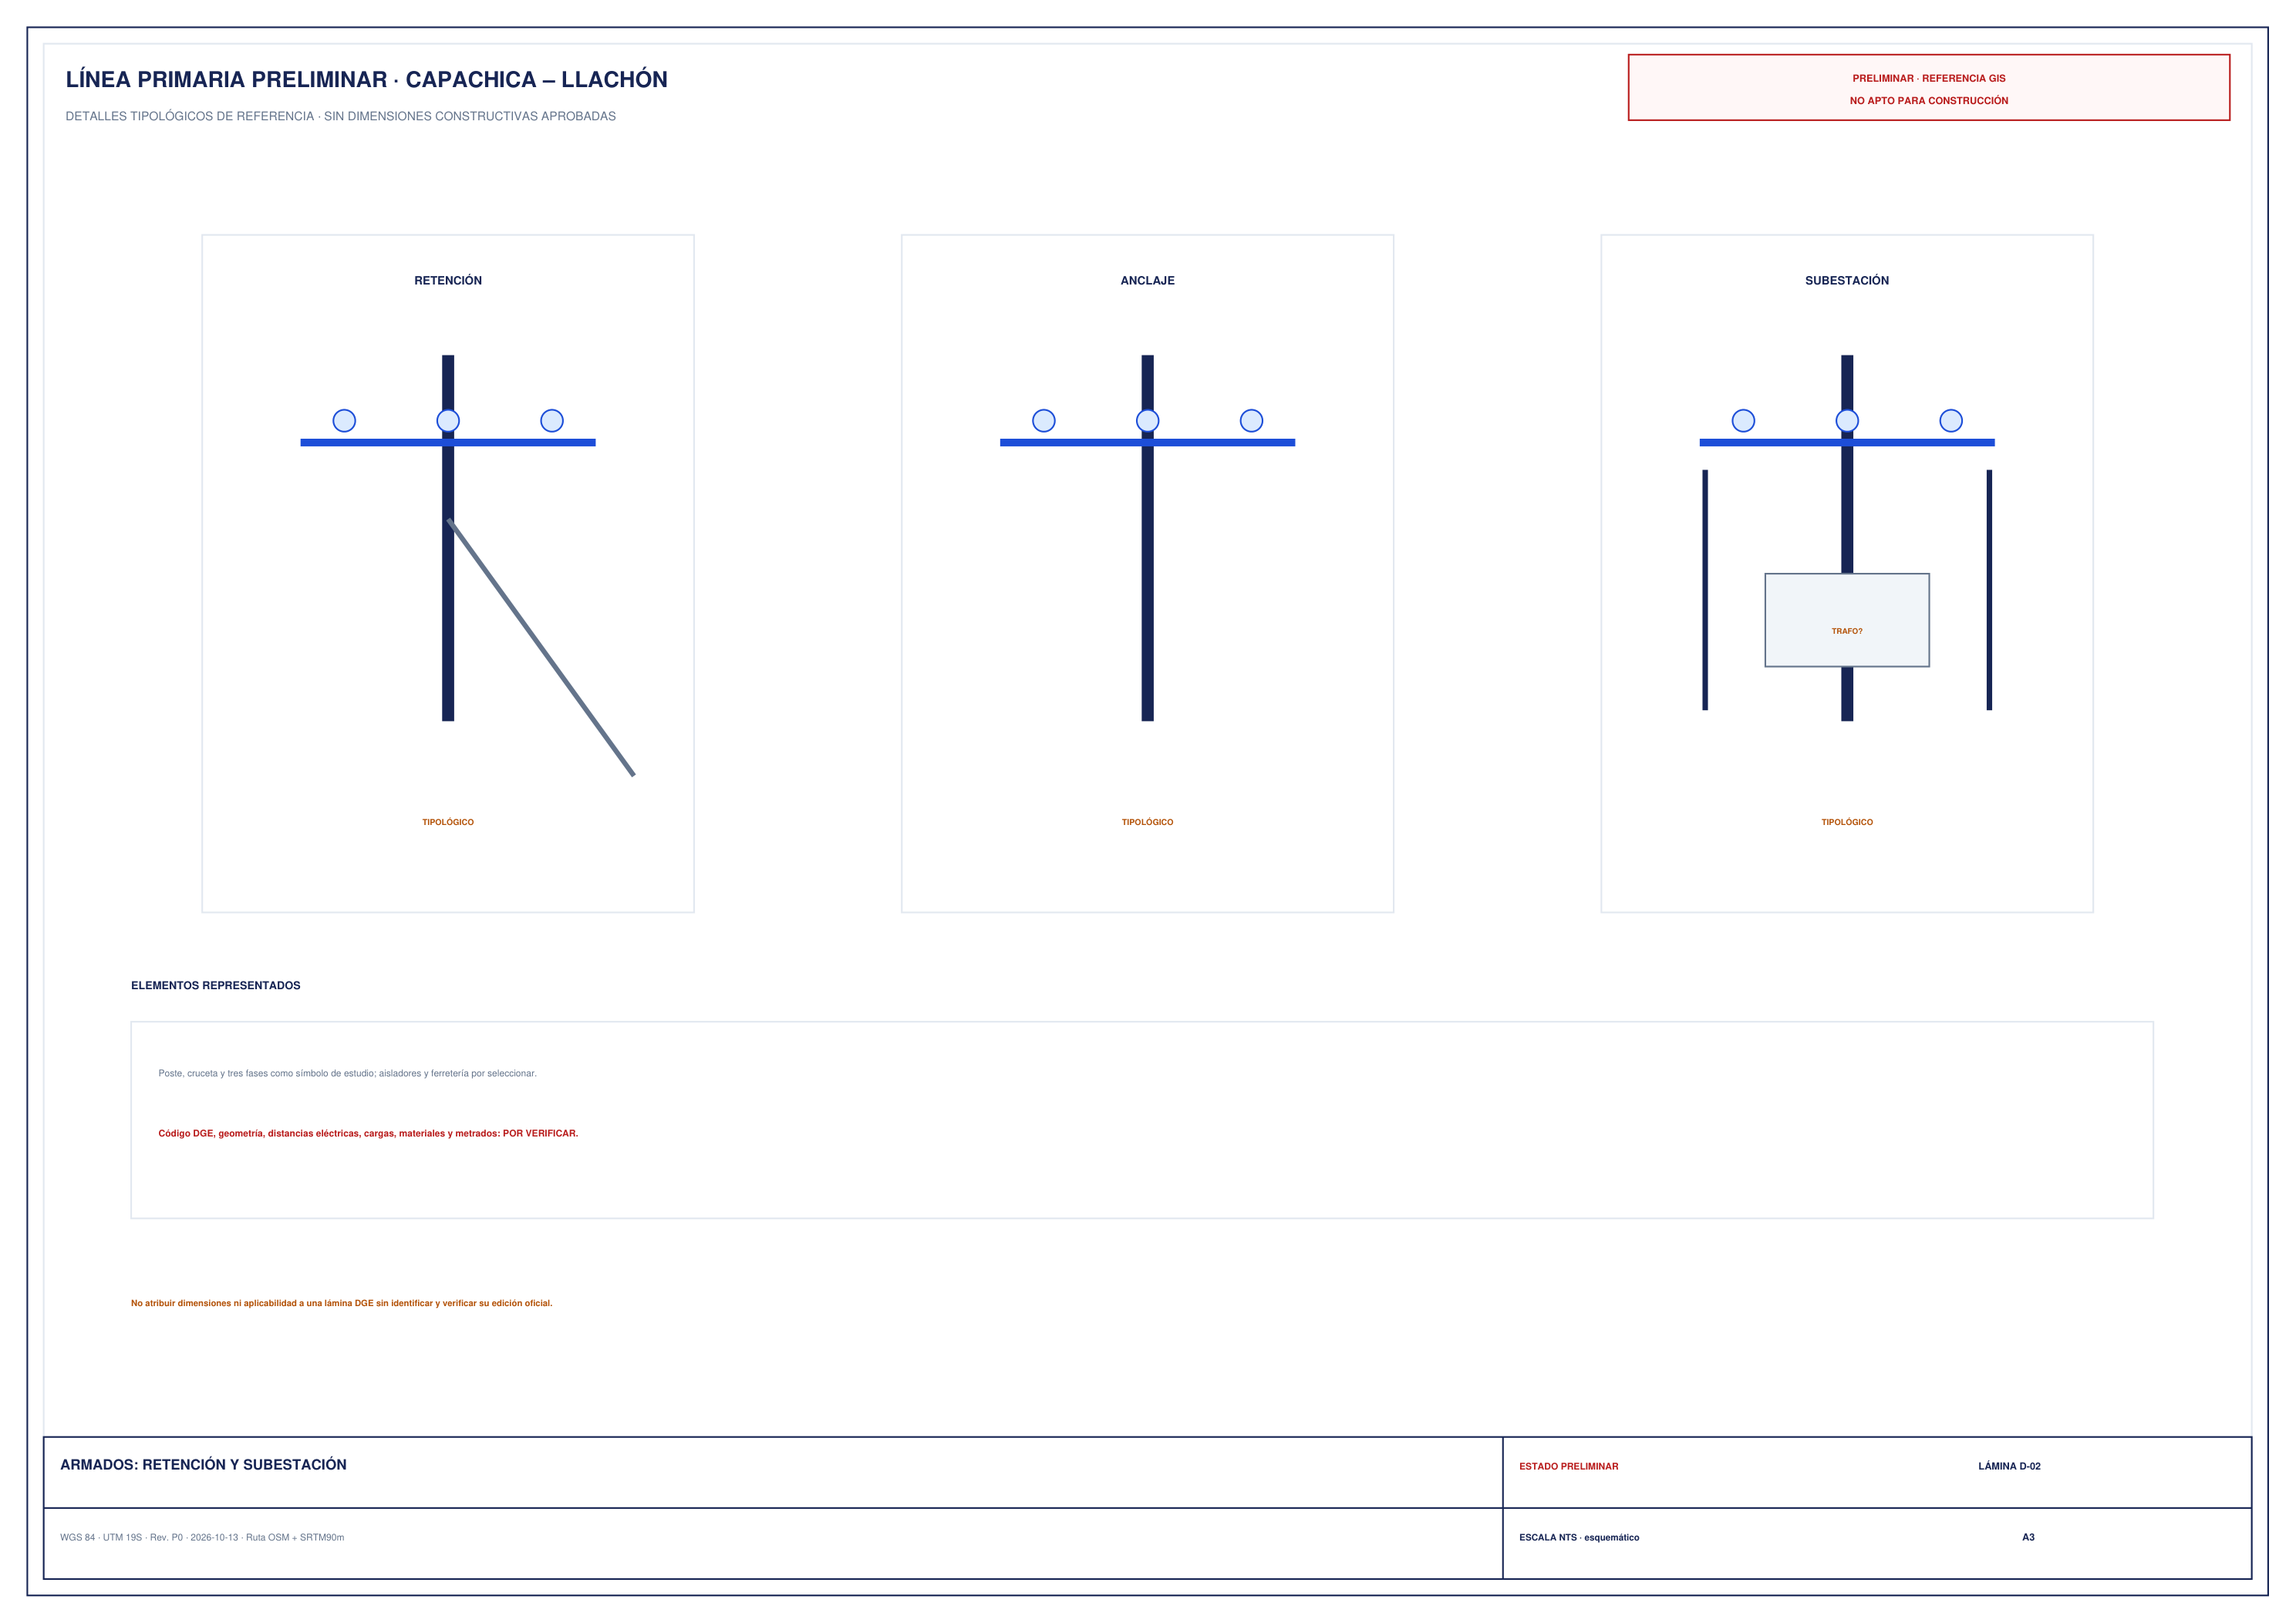 LÍNEA PRIMARIA PRELIMINAR · CAPACHICA – LLACHÓN
DETALLES TIPOLÓGICOS DE REFERENCIA · SIN DIMENSIONES CONSTRUCTIVAS APROBADAS
PRELIMINAR · REFERENCIA GIS
NO APTO PARA CONSTRUCCIÓN
RETENCIÓN
ANCLAJE
SUBESTACIÓN
TRAFO?
TIPOLÓGICO
TIPOLÓGICO
TIPOLÓGICO
ELEMENTOS REPRESENTADOS
Poste, cruceta y tres fases como símbolo de estudio; aisladores y ferretería por seleccionar.
Código DGE, geometría, distancias eléctricas, cargas, materiales y metrados: POR VERIFICAR.
No atribuir dimensiones ni aplicabilidad a una lámina DGE sin identificar y verificar su edición oficial.
ARMADOS: RETENCIÓN Y SUBESTACIÓN
ESTADO PRELIMINAR
LÁMINA D-02
WGS 84 · UTM 19S · Rev. P0 · 2026-10-13 · Ruta OSM + SRTM90m
ESCALA NTS · esquemático
A3